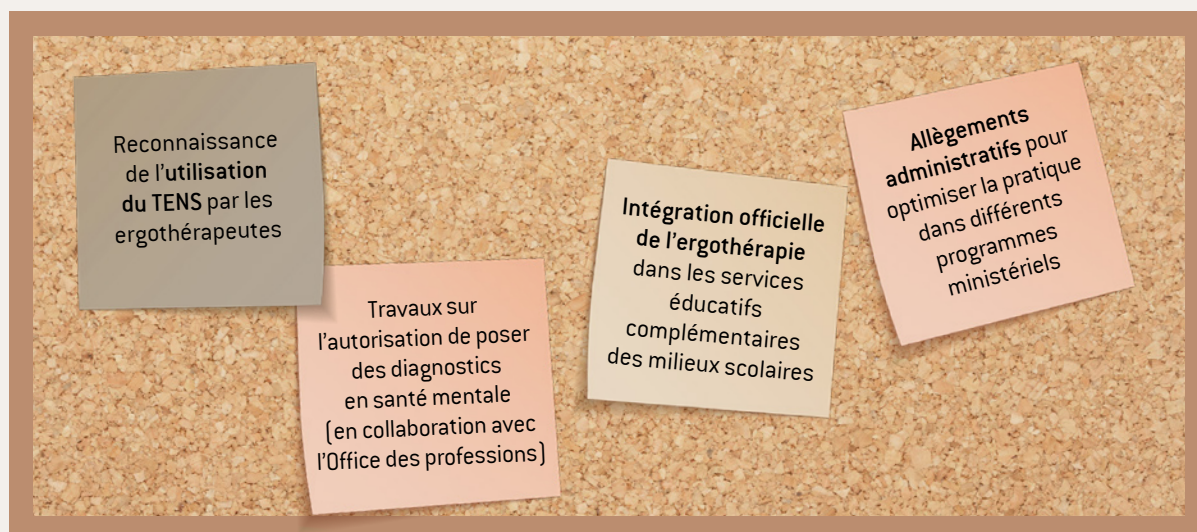 Reconnaissance
de l'utilisation
du TENS par les
ergothérapeutes
Travaux sur
l'autorisation de poser
des diagnostics
en santé mentale
(en collaboration avec
l'Office des professions)
Intégration officielle
de l'ergothérapie
dans les services
éducatifs
complémentaires
des milieux scolaires
Allègements
administratifs pour
optimiser la pratique
dans différents
programmes
ministériels